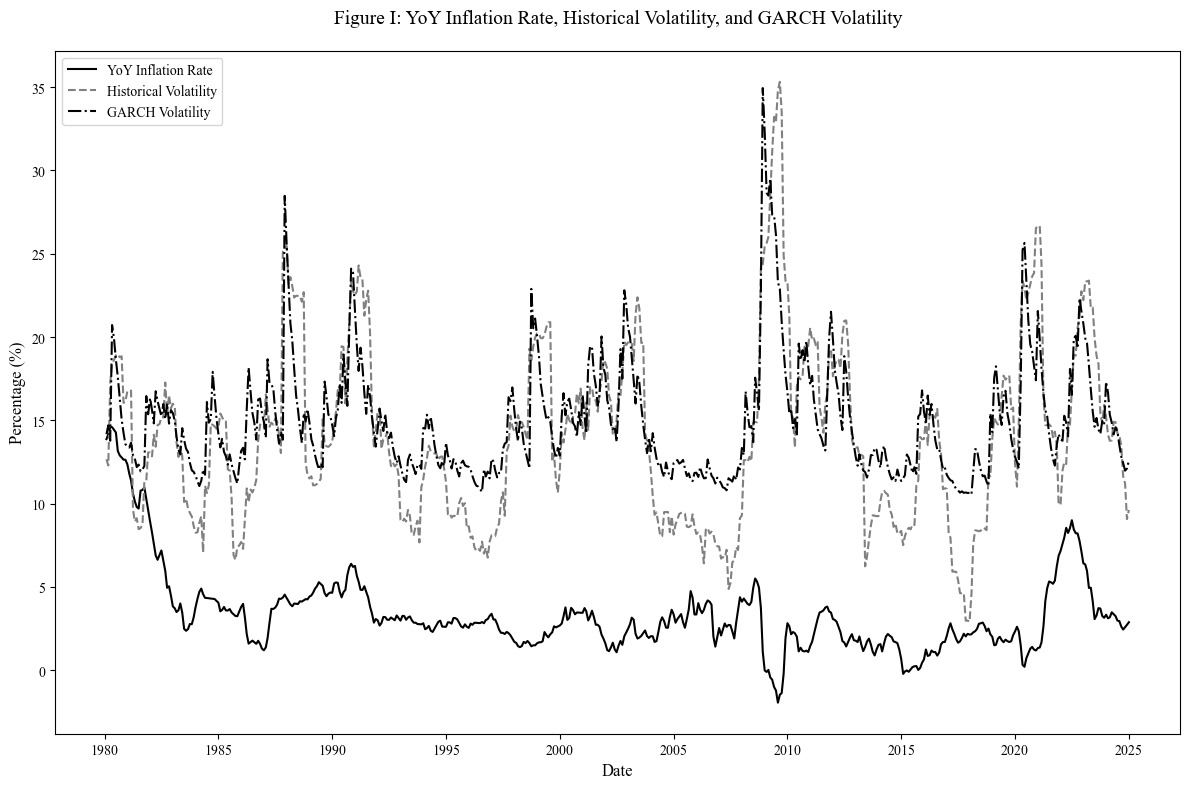 Figure I: YoY Inflation Rate, Historical Volatility, and GARCH Volatility
YoY Inflation Rate
Historical Volatility
GARCH Volatility
Percentage (%)
35
30
25
20
15
10
5
0
1980 1985 1990 1995 2000 2005 2010 2015 2020 2025
Date